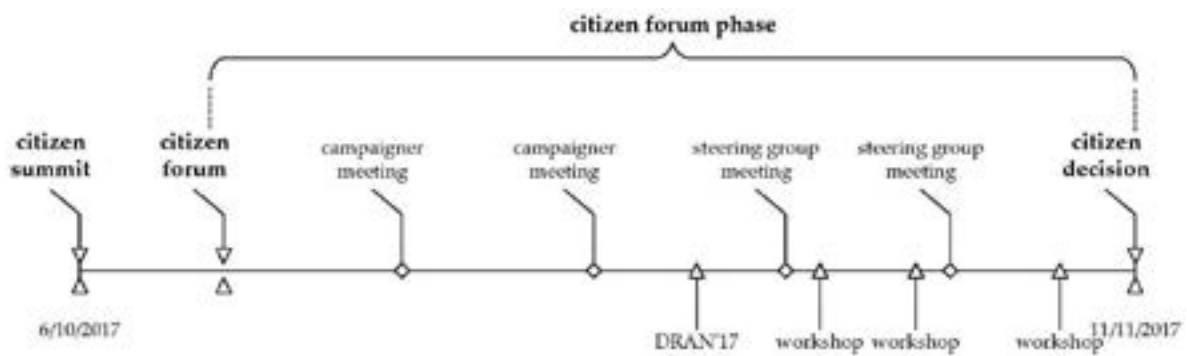 citizen forum phase
citizen
summit
citizen
forum
campaigner
meeting
campaigner
meeting
steering group
meeting
steering group
meeting
citizen
decision
6/10/2017
DRAN'17
workshop
workshop
workshop
11/11/2017